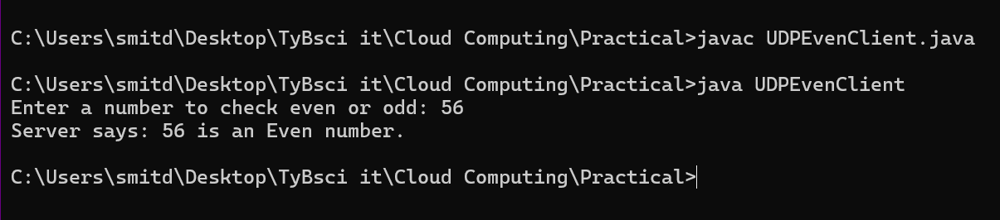 C:\Users\smitd\Desktop\TyBsci it\Cloud Computing\Practical>javac UDPEvenClient.java
C:\Users\smitd\Desktop\TyBsci it\Cloud Computing\Practical>java UDPEvenClient
Enter a number to check even or odd: 56
Server says: 56 is an Even number.
C:\Users\smitd\Desktop\TyBsci it\Cloud Computing\Practical>